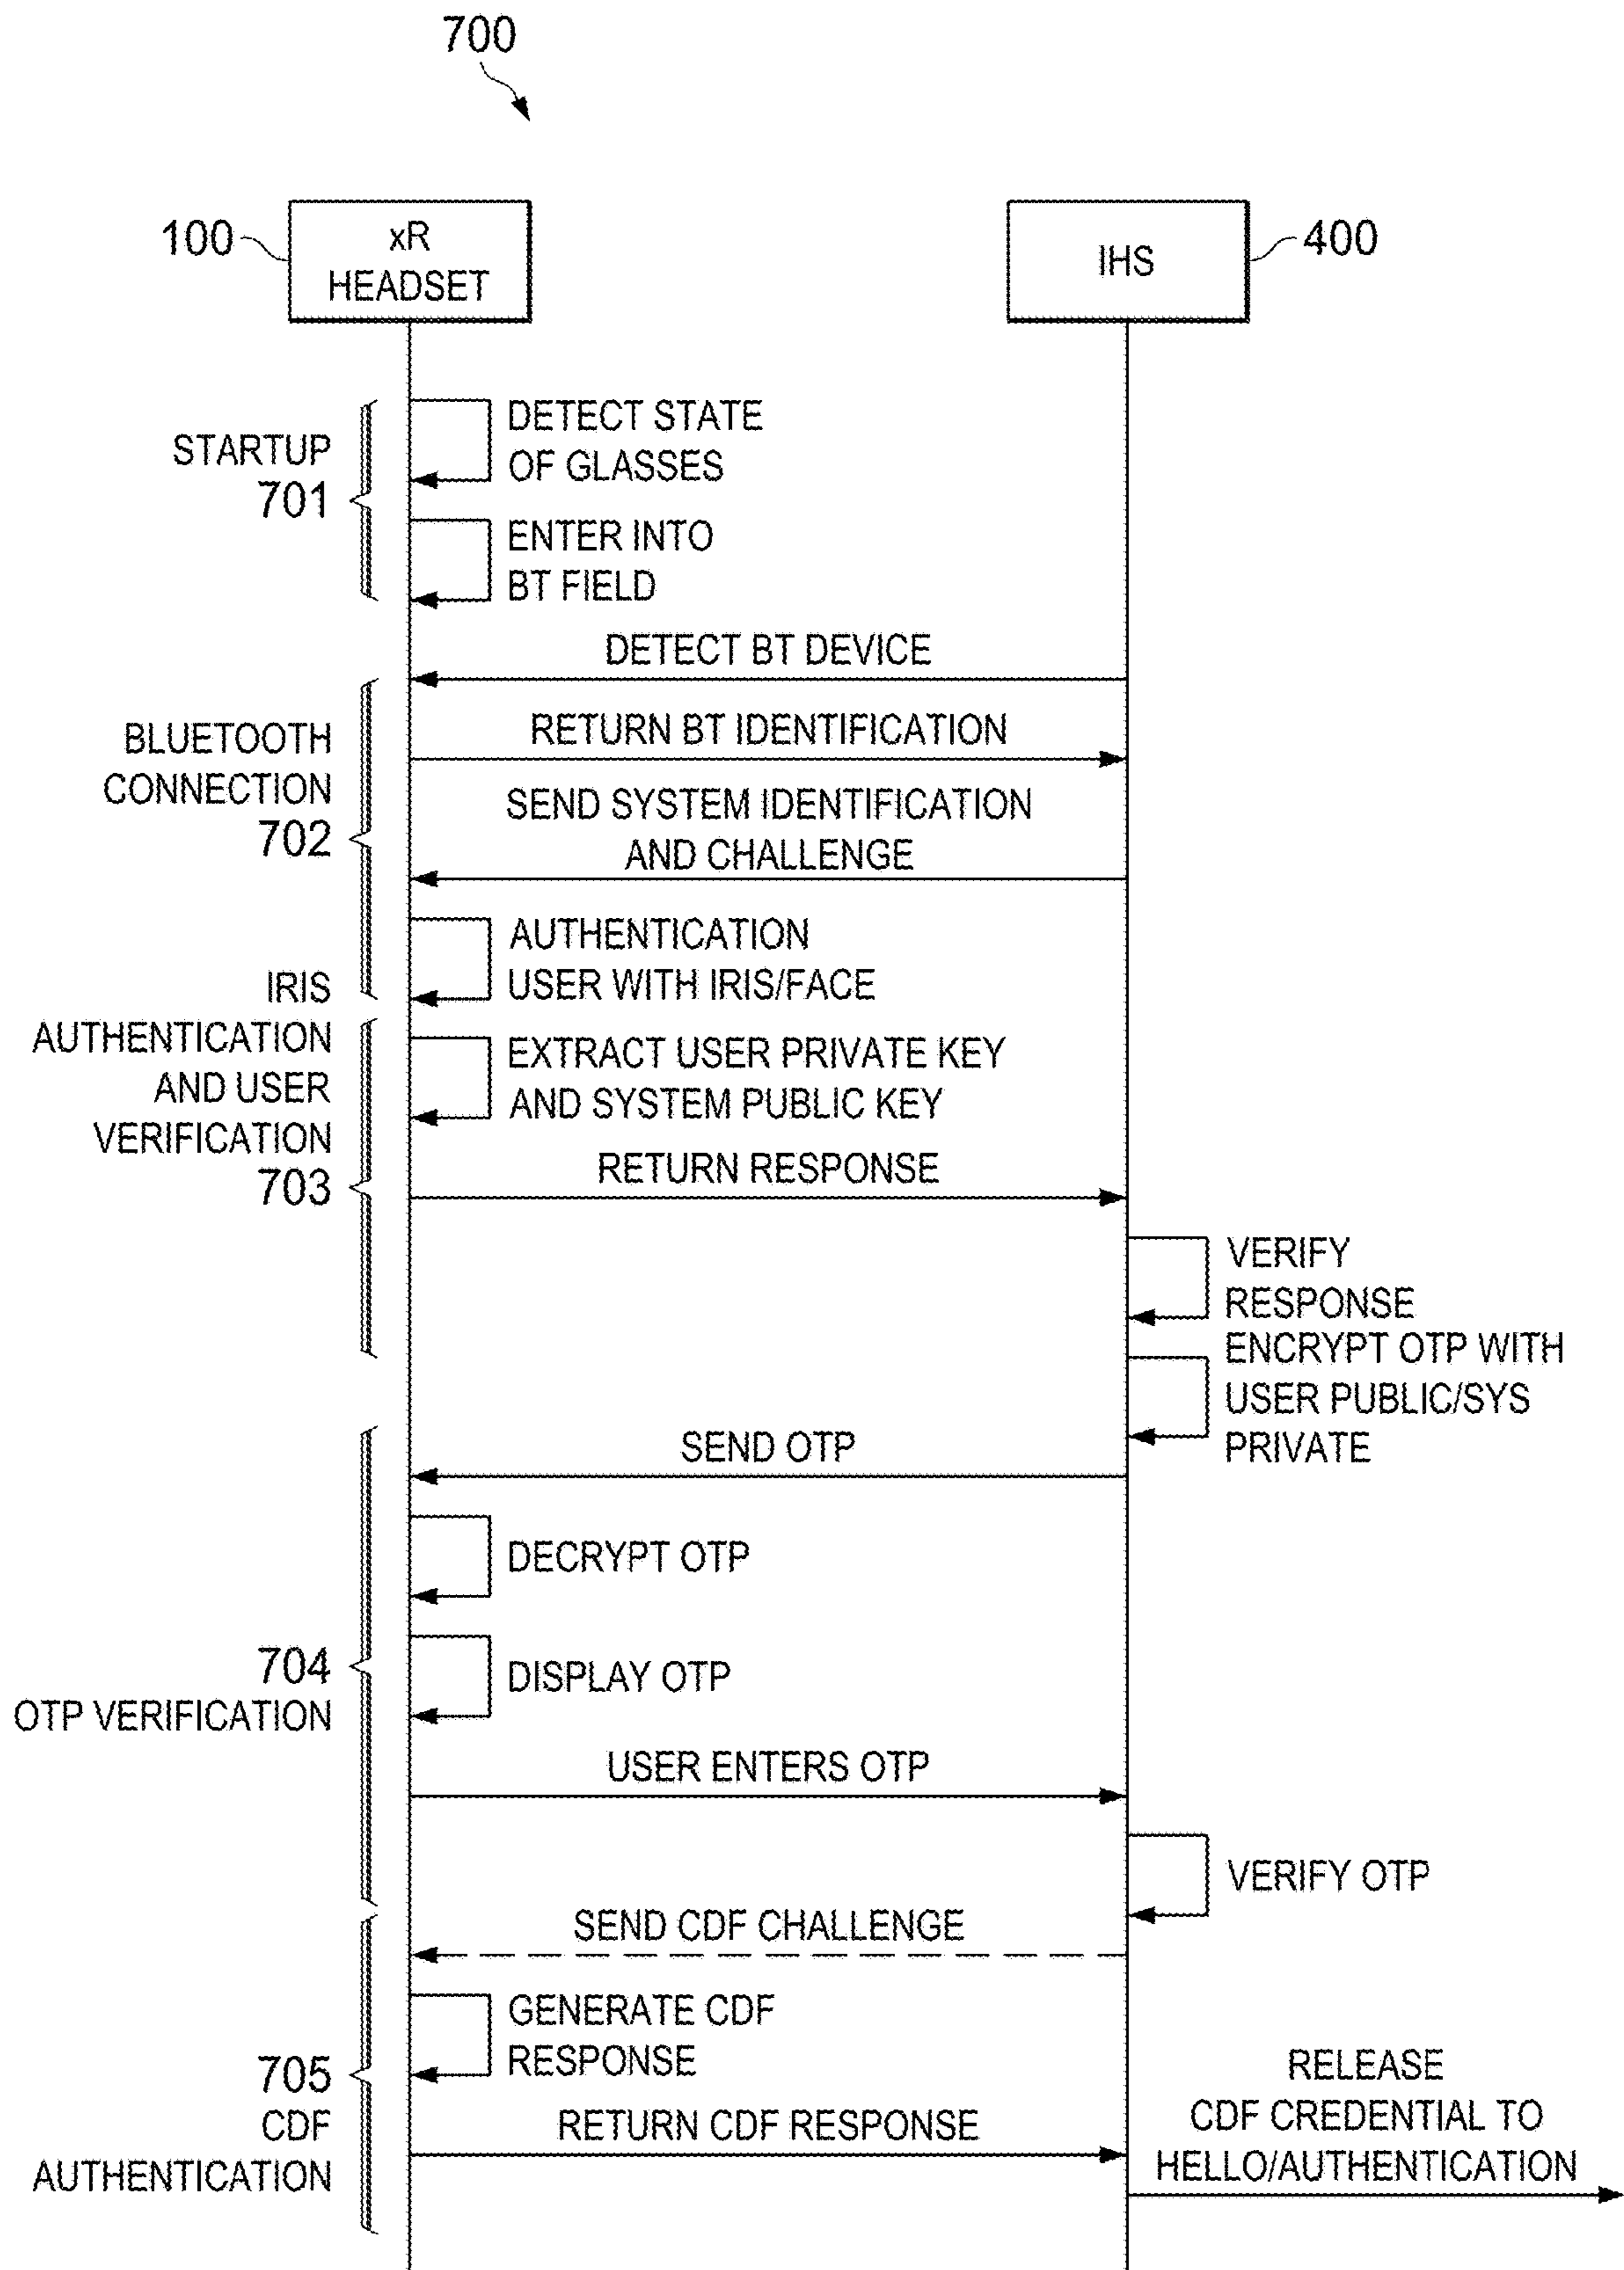 700
100
xR
HEADSET
IHS
400
STARTUP
701
DETECT STATE
OF GLASSES
ENTER INTO
BT FIELD
DETECT BT DEVICE
BLUETOOTH
CONNECTION
702
RETURN BT IDENTIFICATION
SEND SYSTEM IDENTIFICATION
AND CHALLENGE
AUTHENTICATION
USER WITH IRIS/FACE
IRIS
AUTHENTICATION
AND USER
VERIFICATION
703
EXTRACT USER PRIVATE KEY
AND SYSTEM PUBLIC KEY
RETURN RESPONSE
VERIFY
RESPONSE
ENCRYPT OTP WITH
USER PUBLIC/SYS
PRIVATE
SEND OTP
DECRYPT OTP
704
OTP VERIFICATION
DISPLAY OTP
USER ENTERS OTP
VERIFY OTP
SEND CDF CHALLENGE
GENERATE CDF
RESPONSE
705
CDF
AUTHENTICATION
RETURN CDF RESPONSE
RELEASE
CDF CREDENTIAL TO
HELLO/AUTHENTICATION